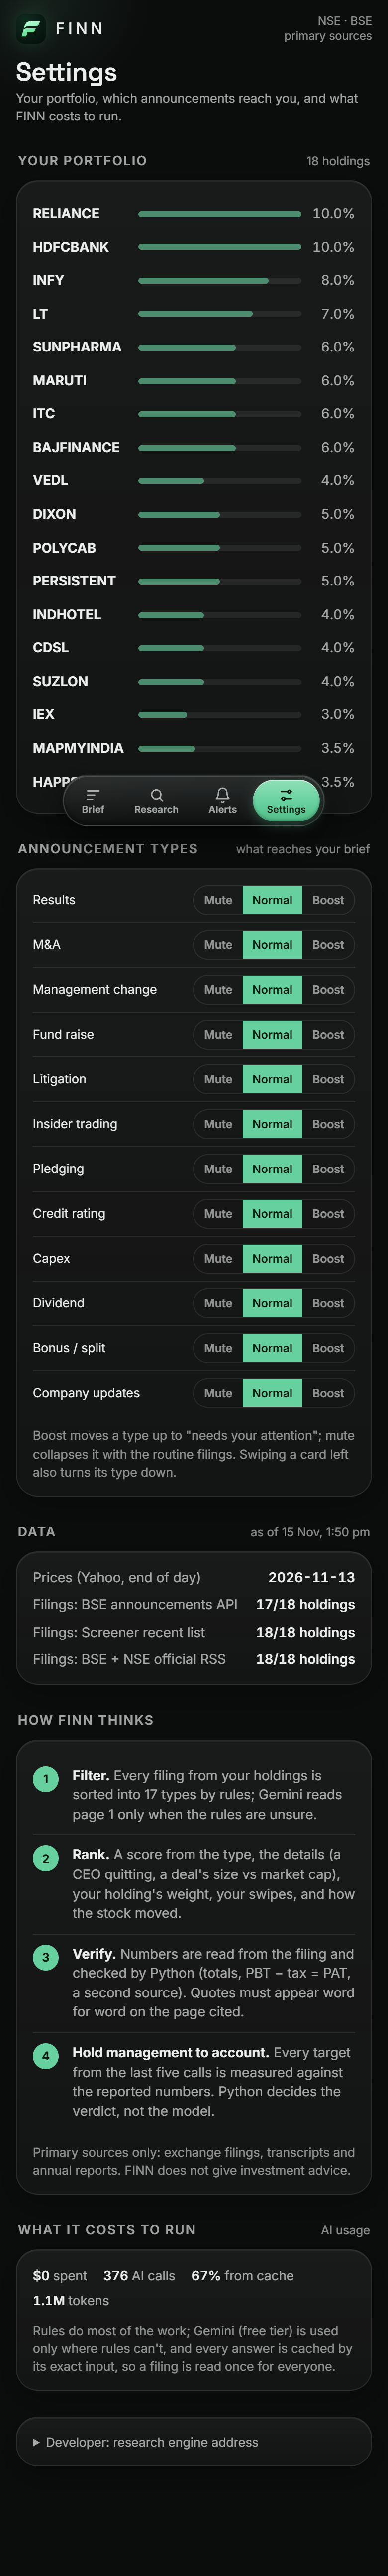 FINN
NSE · BSE
primary sources
Settings
Your portfolio, which announcements reach you, and what
FINN costs to run.
YOUR PORTFOLIO 18 holdings
RELIANCE 10.0%
HDFCBANK 10.0%
INFY 8.0%
LT 7.0%
SUNPHARMA 6.0%
MARUTI 6.0%
ITC 6.0%
BAJFINANCE 6.0%
VEDL 4.0%
DIXON 5.0%
POLYCAB 5.0%
PERSISTENT 5.0%
INDHOTEL 4.0%
CDSL 4.0%
SUZLON 4.0%
IEX 3.0%
MAPMYINDIA 3.5%
3.5%
Brief Research Alerts Settings
ANNOUNCEMENT TYPES what reaches your brief
Results Mute Normal Boost
M&A Mute Normal Boost
Management change Mute Normal Boost
Fund raise Mute Normal Boost
Litigation Mute Normal Boost
Insider trading Mute Normal Boost
Pledging Mute Normal Boost
Credit rating Mute Normal Boost
Capex Mute Normal Boost
Dividend Mute Normal Boost
Bonus / split Mute Normal Boost
Company updates Mute Normal Boost
Boost moves a type up to "needs your attention"; mute
collapses it with the routine filings. Swiping a card left
also turns its type down.
DATA as of 15 Nov, 1:50 pm
Prices (Yahoo, end of day) 2026-11-13
Filings: BSE announcements API 17/18 holdings
Filings: Screener recent list 18/18 holdings
Filings: BSE + NSE official RSS 18/18 holdings
HOW FINN THINKS
1 Filter. Every filing from your holdings is
sorted into 17 types by rules; Gemini reads
page 1 only when the rules are unsure.
2 Rank. A score from the type, the details (a
CEO quitting, a deal's size vs market cap),
your holding's weight, your swipes, and how
the stock moved.
3 Verify. Numbers are read from the filing and
checked by Python (totals, PBT − tax = PAT,
a second source). Quotes must appear word
for word on the page cited.
4 Hold management to account. Every target
from the last five calls is measured against
the reported numbers. Python decides the
verdict, not the model.
Primary sources only: exchange filings, transcripts and
annual reports. FINN does not give investment advice.
WHAT IT COSTS TO RUN AI usage
$0 spent 376 AI calls 67% from cache
1.1M tokens
Rules do most of the work; Gemini (free tier) is used
only where rules can't, and every answer is cached by
its exact input, so a filing is read once for everyone.
Developer: research engine address